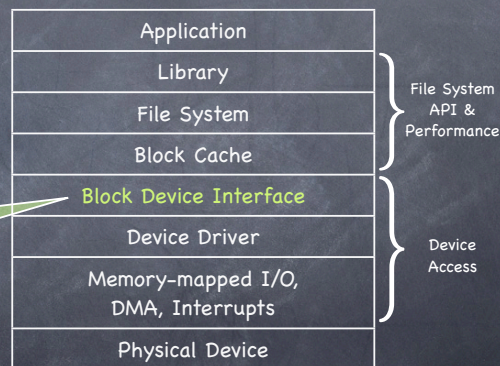 Application
Library
File System
Block Cache
Block Device Interface
Device Driver
Memory-mapped I/O,
DMA, Interrupts
Physical Device
File System
API &
Performance
Device
Access